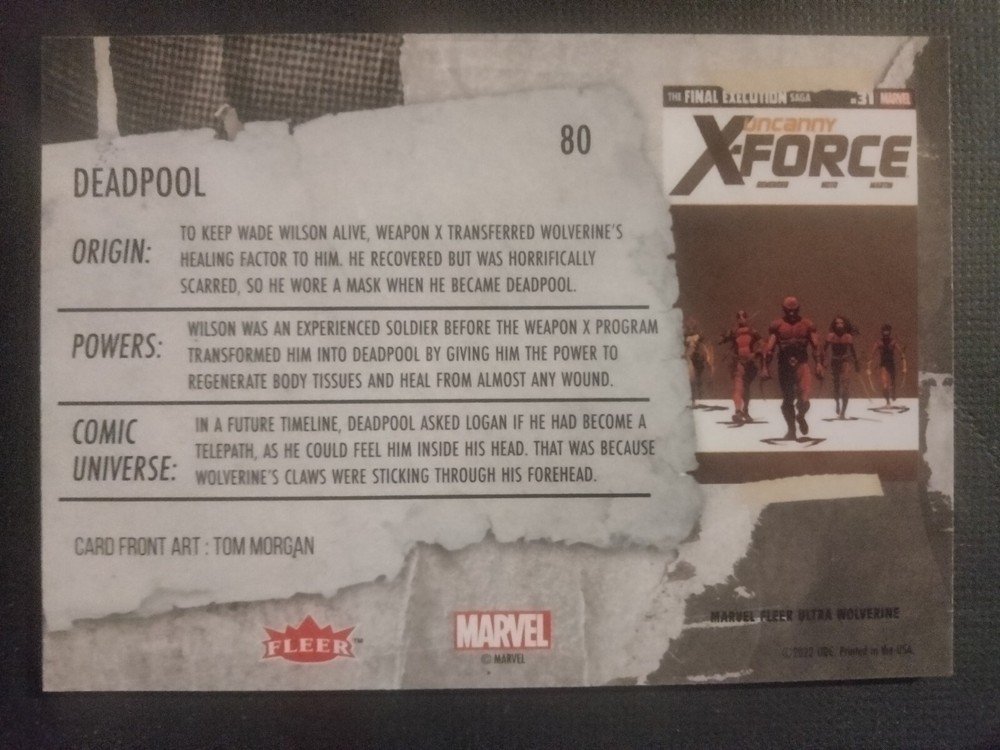 80
DEADPOOL
ORIGIN:
TO KEEP WADE WILSON ALIVE, WEAPON X TRANSFERRED WOLVERINE'S
HEALING FACTOR TO HIM. HE RECOVERED BUT WAS HORRIFICALLY
SCARRED, SO HE WORE A MASK WHEN HE BECAME DEADPOOL.
POWERS:
WILSON WAS AN EXPERIENCED SOLDIER BEFORE THE WEAPON X PROGRAM
TRANSFORMED HIM INTO DEADPOOL BY GIVING HIM THE POWER TO
REGENERATE BODY TISSUES AND HEAL FROM ALMOST ANY WOUND.
COMIC
UNIVERSE:
IN A FUTURE TIMELINE, DEADPOOL ASKED LOGAN IF HE HAD BECOME A
TELEPATH, AS HE COULD FEEL HIM INSIDE HIS HEAD. THAT WAS BECAUSE
WOLVERINE'S CLAWS WERE STICKING THROUGH HIS FOREHEAD.
CARD FRONT ART : TOM MORGAN
THE FINAL EXECUTION SAGA #31 MARVEL
UNCANNY
X-FORCE
REMENDER NOTO MARTIN
FLEER™
MARVEL
© MARVEL
MARVEL FLEER ULTRA WOLVERINE
©2022 UDC. Printed in the USA.